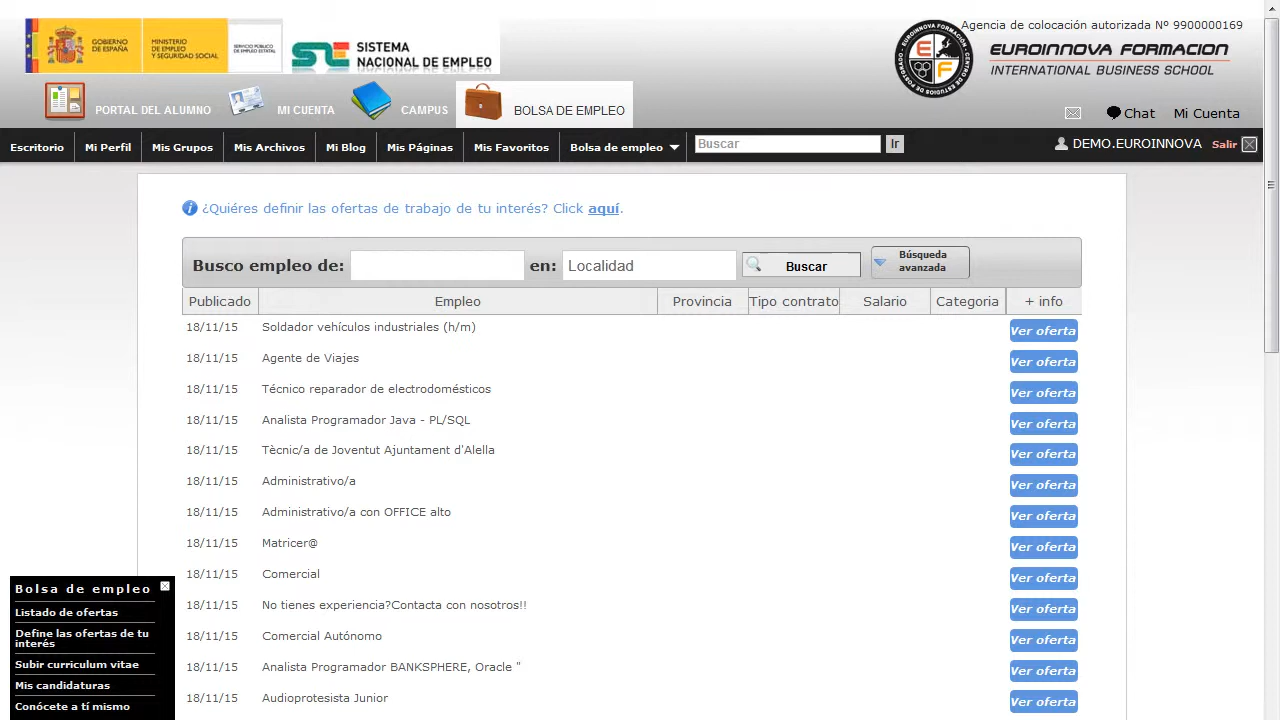 Agencia de colocación autorizada Nº 9900000169
GOBIERNO DE ESPAÑA
MINISTERIO DE EMPLEO Y SEGURIDAD SOCIAL
SERVICIO PÚBLICO DE EMPLEO ESTATAL
SISTEMA NACIONAL DE EMPLEO
EUROINNOVA FORMACION
INTERNATIONAL BUSINESS SCHOOL
PORTAL DEL ALUMNO
MI CUENTA
CAMPUS
BOLSA DE EMPLEO
Chat
Mi Cuenta
Escritorio
Mi Perfil
Mis Grupos
Mis Archivos
Mi Blog
Mis Páginas
Mis Favoritos
Bolsa de empleo
Buscar
Ir
DEMO.EUROINNOVA
Salir
¿Quiéres definir las ofertas de trabajo de tu interés? Click aquí.
Busco empleo de:
en:
Localidad
Buscar
Búsqueda avanzada
Publicado Empleo Provincia Tipo contrato Salario Categoria + info
18/11/15 Soldador vehículos industriales (h/m) Ver oferta
18/11/15 Agente de Viajes Ver oferta
18/11/15 Técnico reparador de electrodomésticos Ver oferta
18/11/15 Analista Programador Java - PL/SQL Ver oferta
18/11/15 Tècnic/a de Joventut Ajuntament d'Alella Ver oferta
18/11/15 Administrativo/a Ver oferta
18/11/15 Administrativo/a con OFFICE alto Ver oferta
18/11/15 Matricer@ Ver oferta
18/11/15 Comercial Ver oferta
18/11/15 No tienes experiencia?Contacta con nosotros!! Ver oferta
18/11/15 Comercial Autónomo Ver oferta
18/11/15 Analista Programador BANKSPHERE, Oracle " Ver oferta
18/11/15 Audioprotesista Junior Ver oferta
Bolsa de empleo
Listado de ofertas
Define las ofertas de tu
interés
Subir curriculum vitae
Mis candidaturas
Conócete a tí mismo